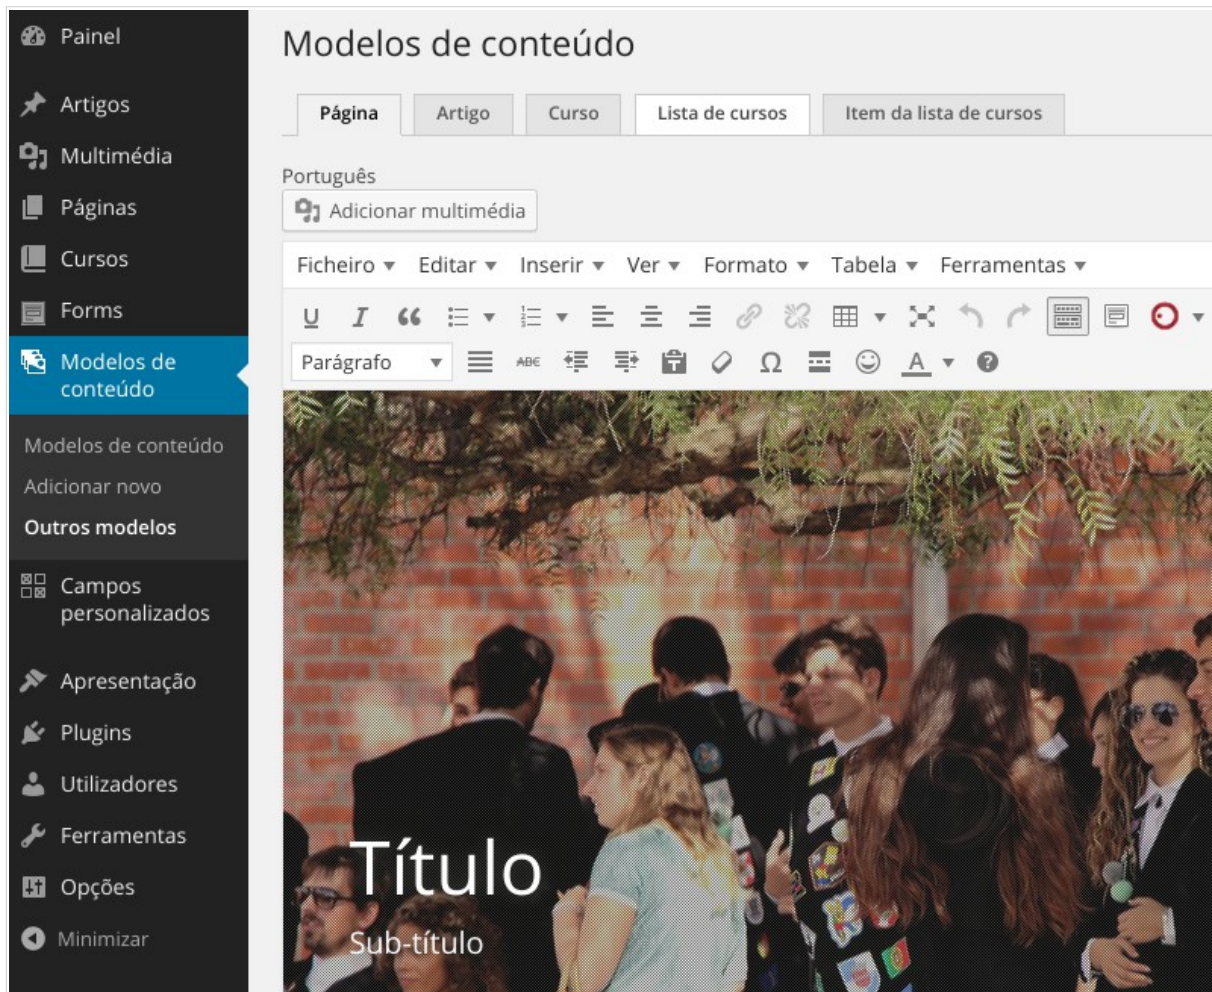 Painel
Artigos
Multimédia
Páginas
Cursos
Forms
Modelos de
conteúdo
Modelos de conteúdo
Adicionar novo
Outros modelos
Campos
personalizados
Apresentação
Plugins
Utilizadores
Ferramentas
Opções
Minimizar
Modelos de conteúdo
Página Artigo Curso Lista de cursos Item da lista de cursos
Português
Adicionar multimédia
Ficheiro Editar Inserir Ver Formato Tabela Ferramentas
Parágrafo ABC
Título
Sub-título